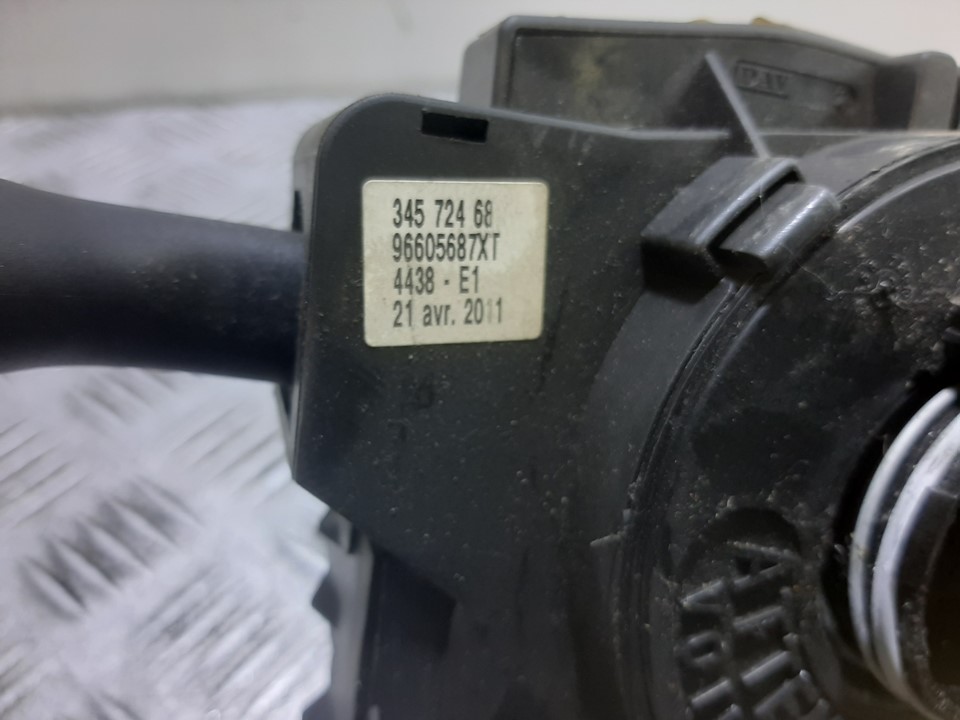 345 724 68
96605687XT
4438 - E1
21 avr. 2011